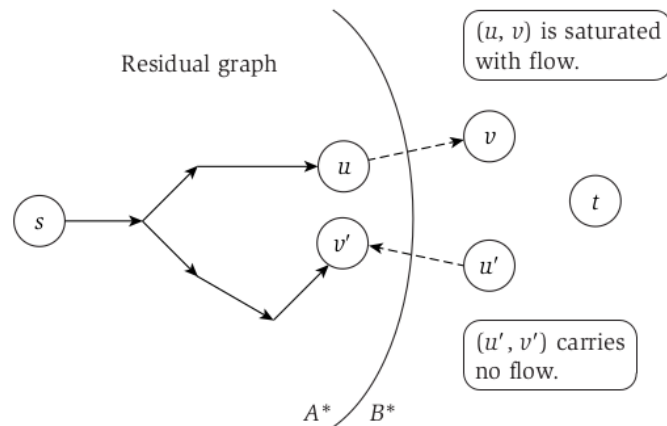 (u, v) is saturated
with flow.
Residual graph
u
v
s
t
v′
u′
(u′, v′) carries
no flow.
A*
B*